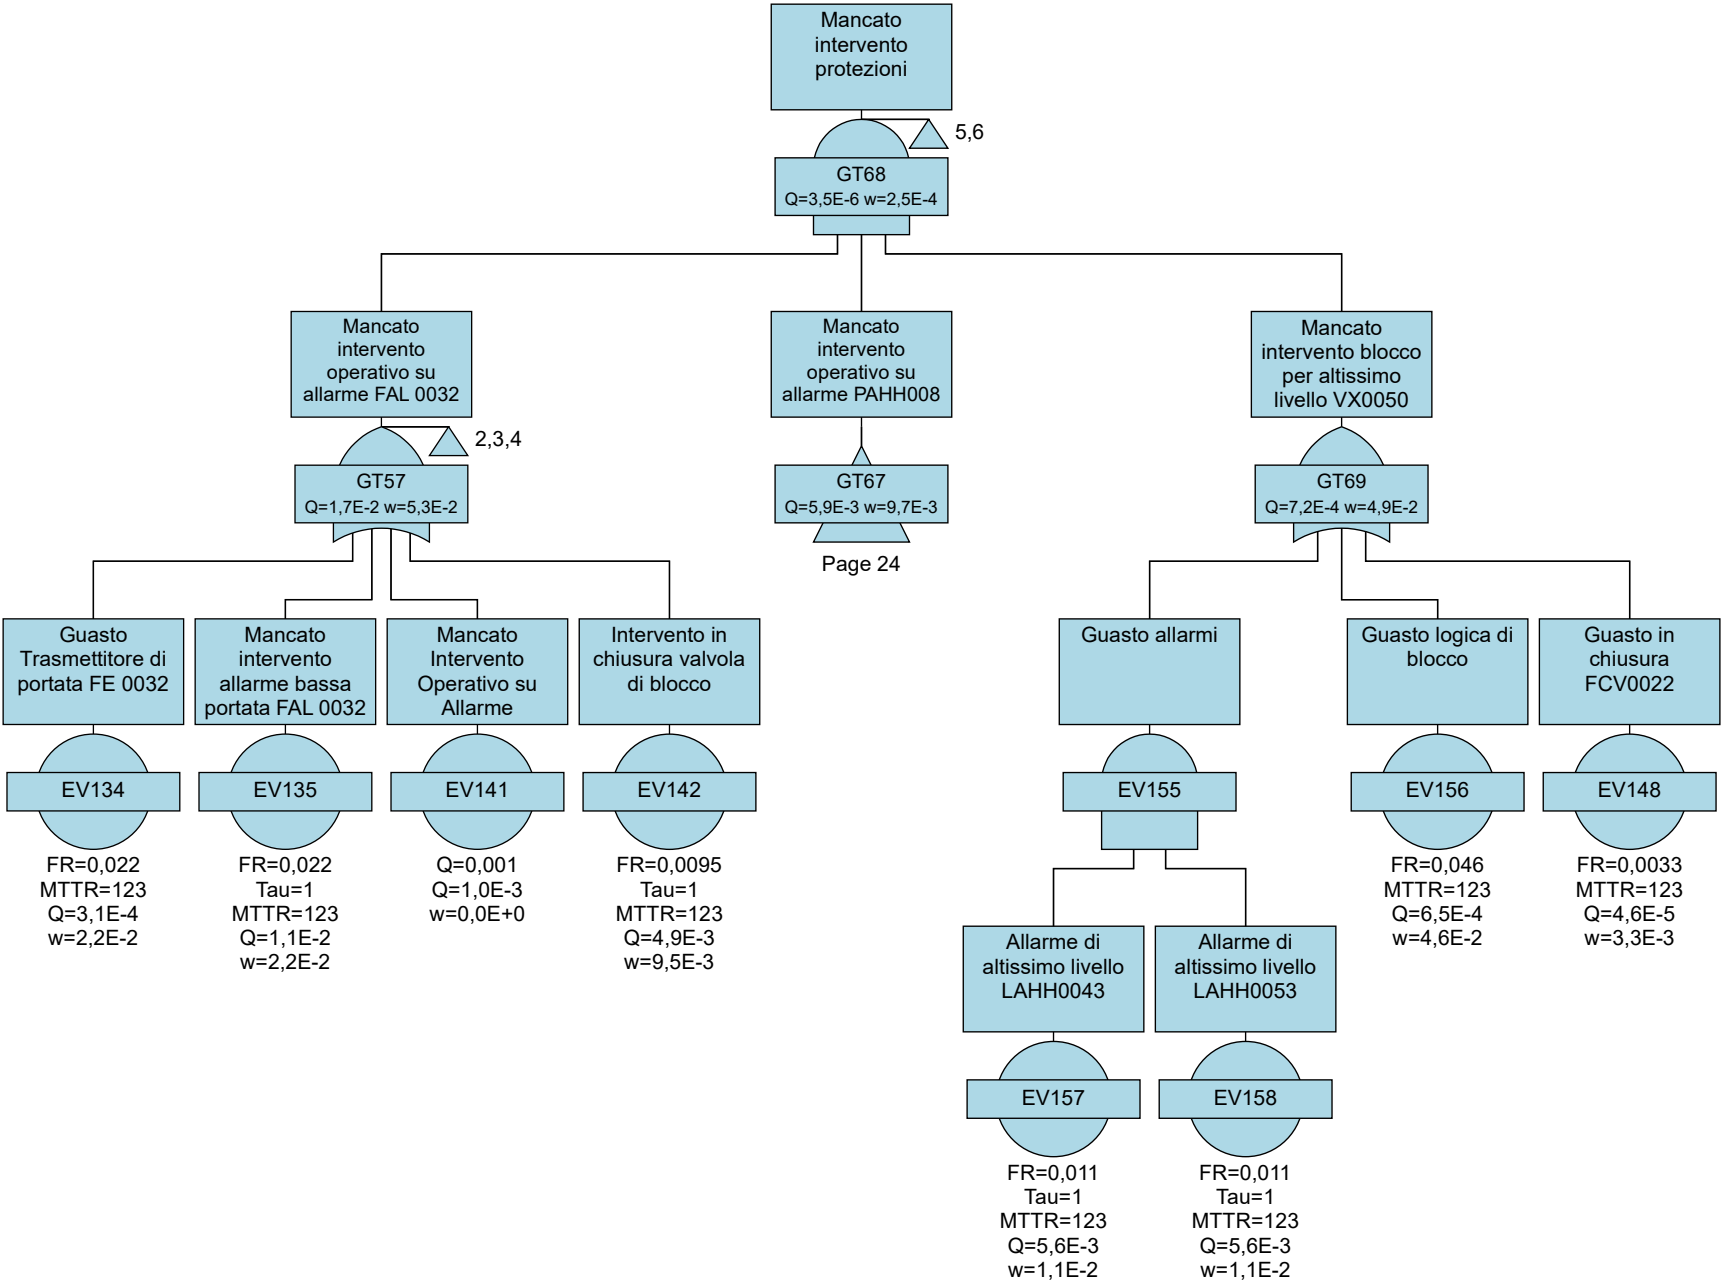 Mancato
intervento
protezioni
5,6
GT68
Q=3,5E-6 w=2,5E-4
Mancato
intervento
operativo su
allarme FAL 0032
2,3,4
GT57
Q=1,7E-2 w=5,3E-2
Mancato
intervento
operativo su
allarme PAHH008
GT67
Q=5,9E-3 w=9,7E-3
Page 24
Mancato
intervento blocco
per altissimo
livello VX0050
GT69
Q=7,2E-4 w=4,9E-2
Guasto
Trasmettitore di
portata FE 0032
EV134
FR=0,022
MTTR=123
Q=3,1E-4
w=2,2E-2
Mancato
intervento
allarme bassa
portata FAL 0032
EV135
FR=0,022
Tau=1
MTTR=123
Q=1,1E-2
w=2,2E-2
Mancato
Intervento
Operativo su
Allarme
EV141
Q=0,001
Q=1,0E-3
w=0,0E+0
Intervento in
chiusura valvola
di blocco
EV142
FR=0,0095
Tau=1
MTTR=123
Q=4,9E-3
w=9,5E-3
Guasto allarmi
EV155
Guasto logica di
blocco
EV156
FR=0,046
MTTR=123
Q=6,5E-4
w=4,6E-2
Guasto in
chiusura
FCV0022
EV148
FR=0,0033
MTTR=123
Q=4,6E-5
w=3,3E-3
Allarme di
altissimo livello
LAHH0043
EV157
FR=0,011
Tau=1
MTTR=123
Q=5,6E-3
w=1,1E-2
Allarme di
altissimo livello
LAHH0053
EV158
FR=0,011
Tau=1
MTTR=123
Q=5,6E-3
w=1,1E-2